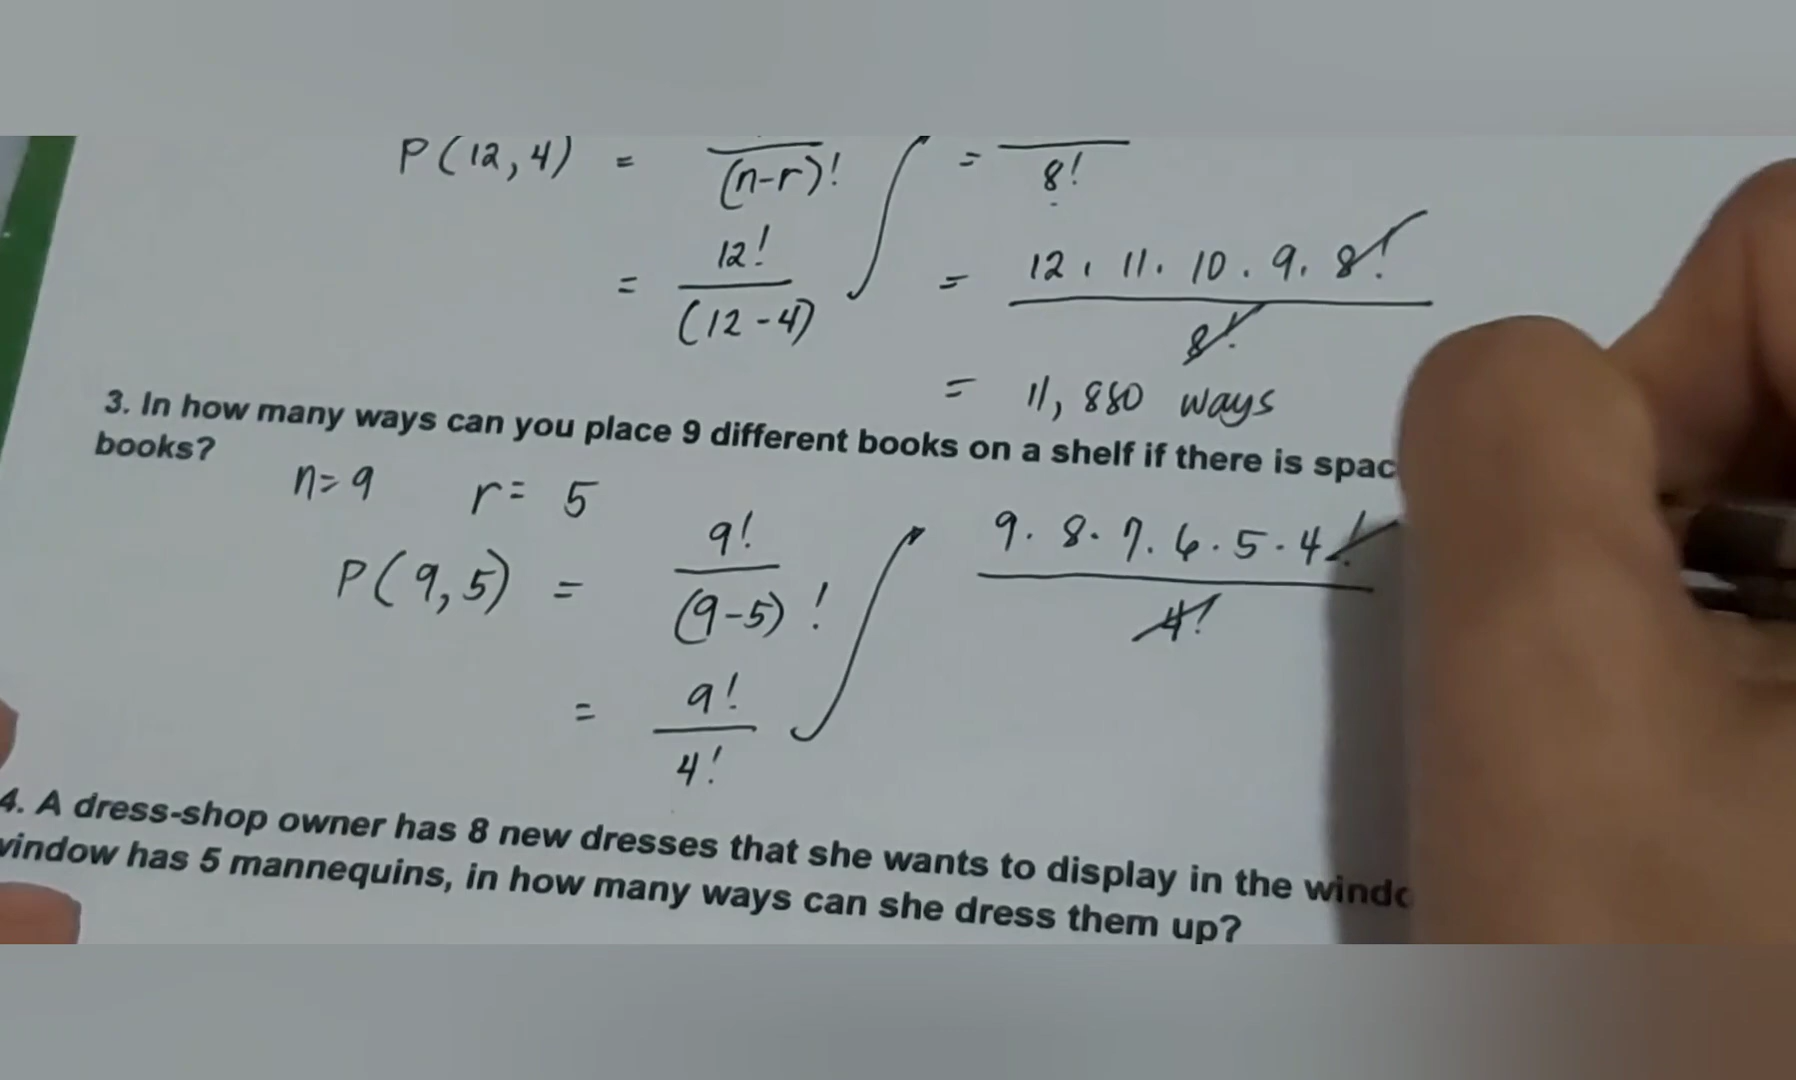 P(12,4) = (n-r)! = 8!
= 12! / (12-4) = 12 . 11 . 10 . 9 . 8! / 8!
= 11,880 ways
3. In how many ways can you place 9 different books on a shelf if there is
books?
n=9 r= 5
P(9,5) = 9! / (9-5)! 9 . 8 . 7 . 6 . 5 . 4! / 4!
= 9! / 4!
4. A dress-shop owner has 8 new dresses that she wants to display in the
window has 5 mannequins, in how many ways can she dress them up?